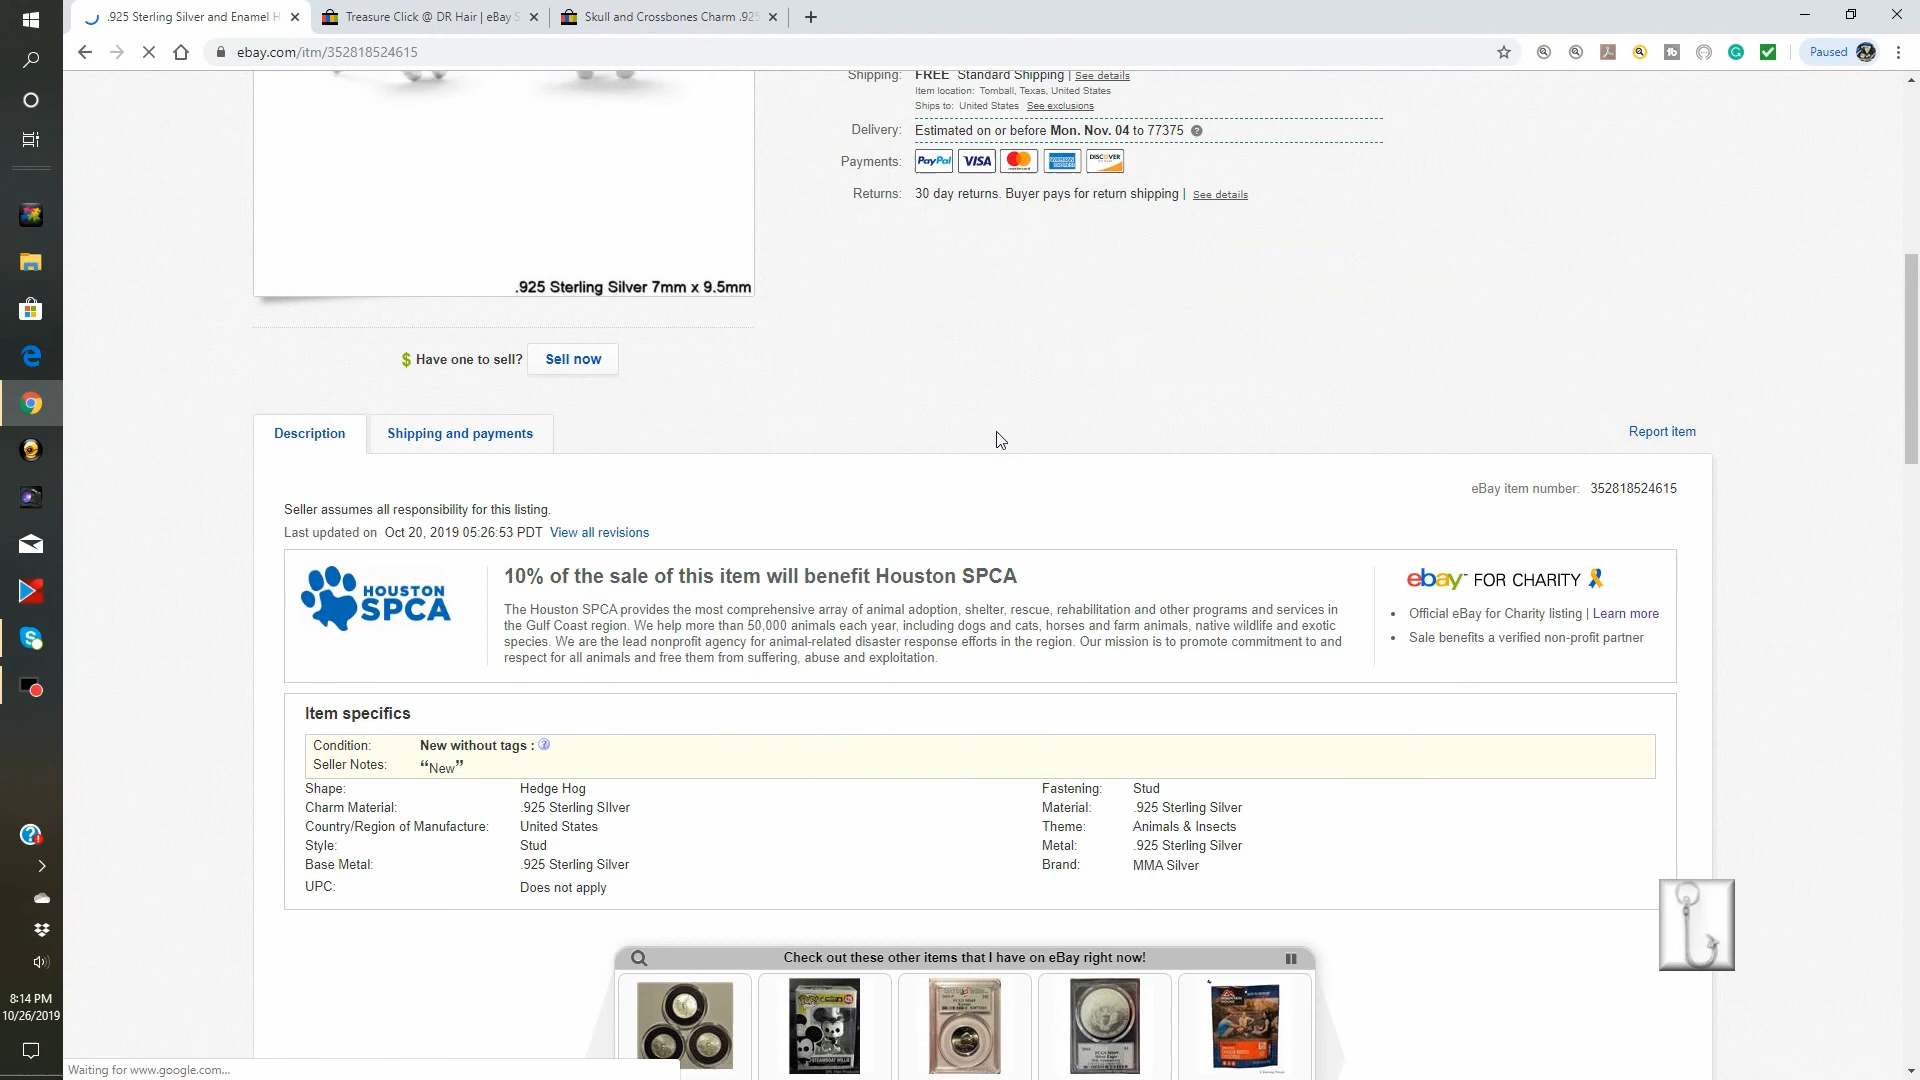 .925 Sterling Silver and Enamel H
Treasure Click @ DR Hair | eBay S
Skull and Crossbones Charm .925
ebay.com/itm/352818524615
Paused
Shipping: FREE Standard Shipping | See details
Item location: Tomball, Texas, United States
Ships to: United States See exclusions
Delivery: Estimated on or before Mon. Nov. 04 to 77375
Payments: PayPal VISA mastercard AMERICAN EXPRESS DISCOVER
Returns: 30 day returns. Buyer pays for return shipping | See details
.925 Sterling Silver 7mm x 9.5mm
$ Have one to sell? Sell now
Description Shipping and payments Report item
eBay item number: 352818524615
Seller assumes all responsibility for this listing.
Last updated on Oct 20, 2019 05:26:53 PDT View all revisions
HOUSTON
SPCA
10% of the sale of this item will benefit Houston SPCA
The Houston SPCA provides the most comprehensive array of animal adoption, shelter, rescue, rehabilitation and other programs and services in
the Gulf Coast region. We help more than 50,000 animals each year, including dogs and cats, horses and farm animals, native wildlife and exotic
species. We are the lead nonprofit agency for animal-related disaster response efforts in the region. Our mission is to promote commitment to and
respect for all animals and free them from suffering, abuse and exploitation.
ebay FOR CHARITY
• Official eBay for Charity listing | Learn more
• Sale benefits a verified non-profit partner
Item specifics
Condition: New without tags :
Seller Notes: “New”
Shape: Hedge Hog Fastening: Stud
Charm Material: .925 Sterling SIlver Material: .925 Sterling Silver
Country/Region of Manufacture: United States Theme: Animals & Insects
Style: Stud Metal: .925 Sterling Silver
Base Metal: .925 Sterling Silver Brand: MMA Silver
UPC: Does not apply
Check out these other items that I have on eBay right now!
8:14 PM
10/26/2019
Waiting for www.google.com...